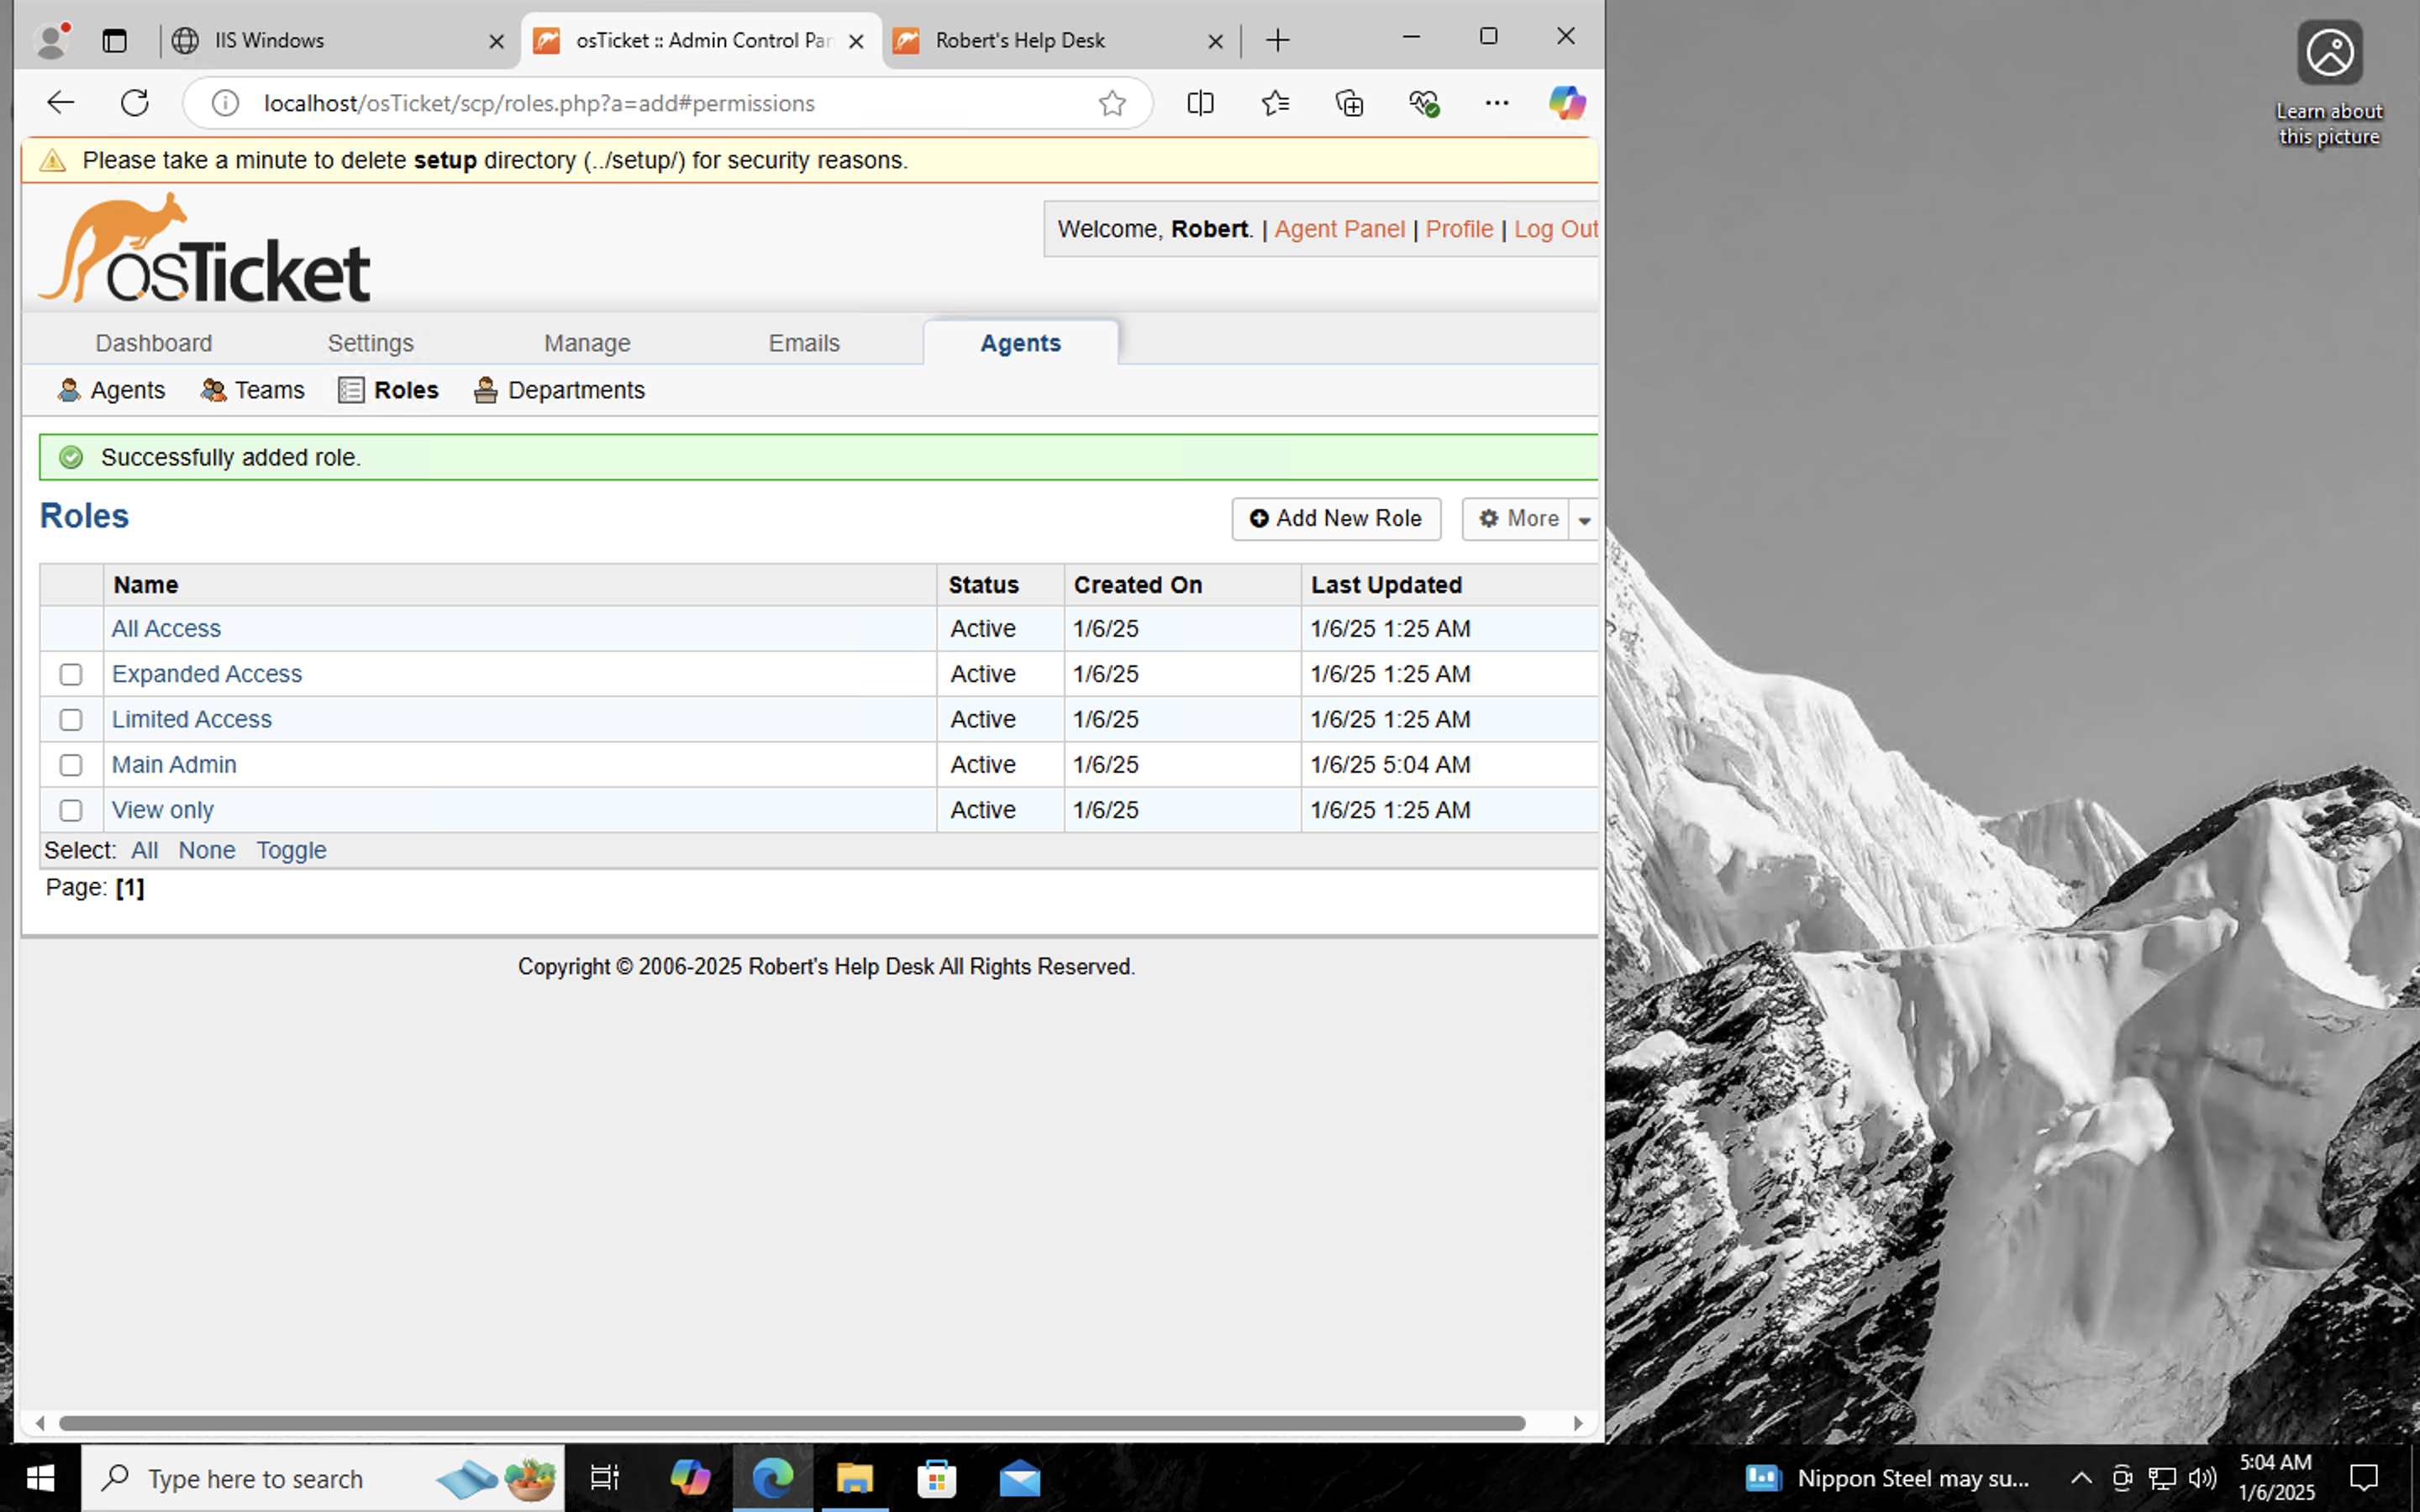 IIS Windows
osTicket :: Admin Control Pa
Robert's Help Desk
localhost/osTicket/scp/roles.php?a=add#permissions
Please take a minute to delete setup directory (../setup/) for security reasons.
osTicket
Welcome, Robert. | Agent Panel | Profile | Log Out
Dashboard
Settings
Manage
Emails
Agents
Agents
Teams
Roles
Departments
Successfully added role.
Roles
Add New Role
More
Name Status Created On Last Updated
All Access Active 1/6/25 1/6/25 1:25 AM
Expanded Access Active 1/6/25 1/6/25 1:25 AM
Limited Access Active 1/6/25 1/6/25 1:25 AM
Main Admin Active 1/6/25 1/6/25 5:04 AM
View only Active 1/6/25 1/6/25 1:25 AM
Select: All None Toggle
Page: [1]
Copyright © 2006-2025 Robert's Help Desk All Rights Reserved.
Learn about
this picture
Type here to search
Nippon Steel may su...
5:04 AM
1/6/2025